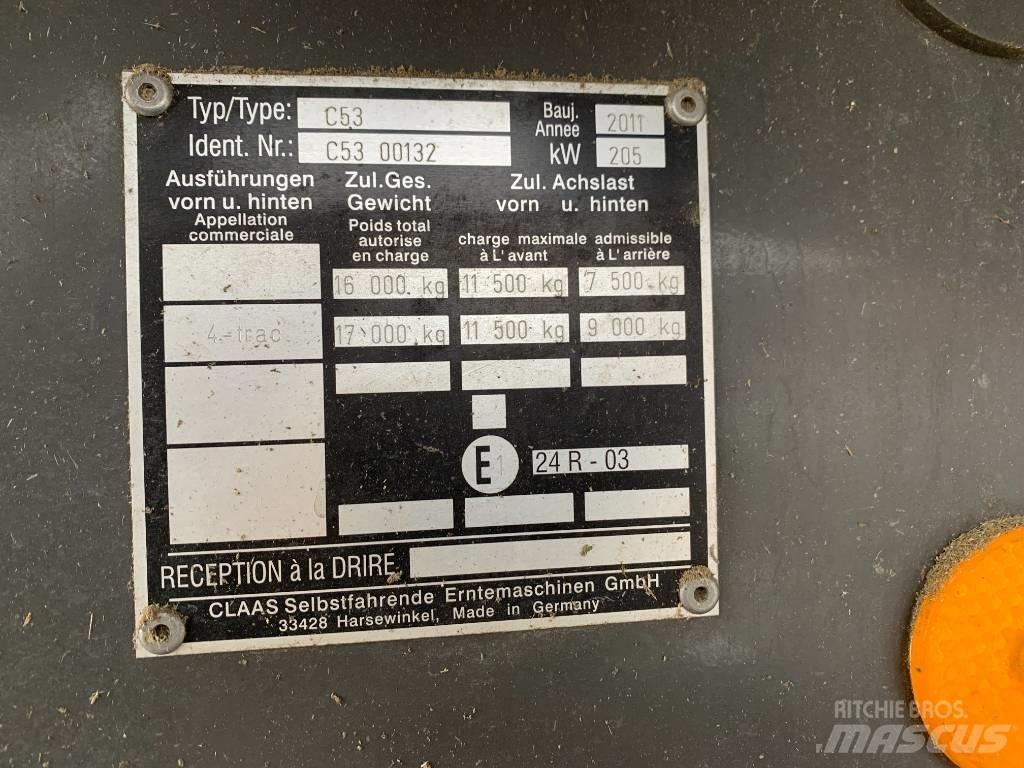 Typ/Type: C53 Bauj. Annee 2011
Ident. Nr.: C53 00132 kW 205
Ausführungen Zul.Ges. Zul. Achslast
vorn u. hinten Gewicht vorn u. hinten
Appellation commerciale Poids total autorise en charge charge maximale admissible à L'avant à L'arrière
16 000 kg 11 500 kg 7 500 kg
4-trac 17 000 kg 11 500 kg 9 000 kg
E1 24 R - 03
RECEPTION à la DRIRE
CLAAS Selbstfahrende Erntemaschinen GmbH
33428 Harsewinkel, Made in Germany
RITCHIE BROS.
MASCUS